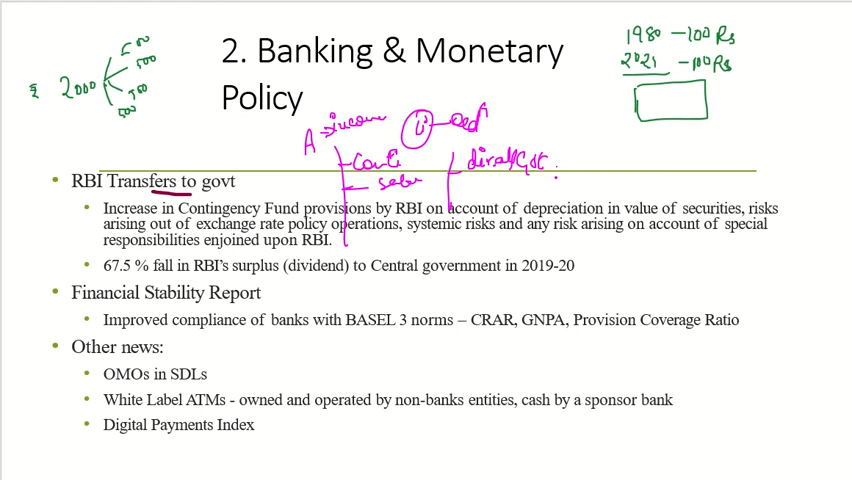 2. Banking & Monetary
Policy
1980 - 100 Rs
2021 - 100 Rs
₹ 2000
500
500
500
A - Income
RBI Transfers to govt
Increase in Contingency Fund provisions by RBI on account of depreciation in value of securities, risks
arising out of exchange rate policy operations, systemic risks and any risk arising on account of special
responsibilities enjoined upon RBI.
67.5 % fall in RBI's surplus (dividend) to Central government in 2019-20
Financial Stability Report
Improved compliance of banks with BASEL 3 norms – CRAR, GNPA, Provision Coverage Ratio
Other news:
OMOs in SDLs
White Label ATMs - owned and operated by non-banks entities, cash by a sponsor bank
Digital Payments Index